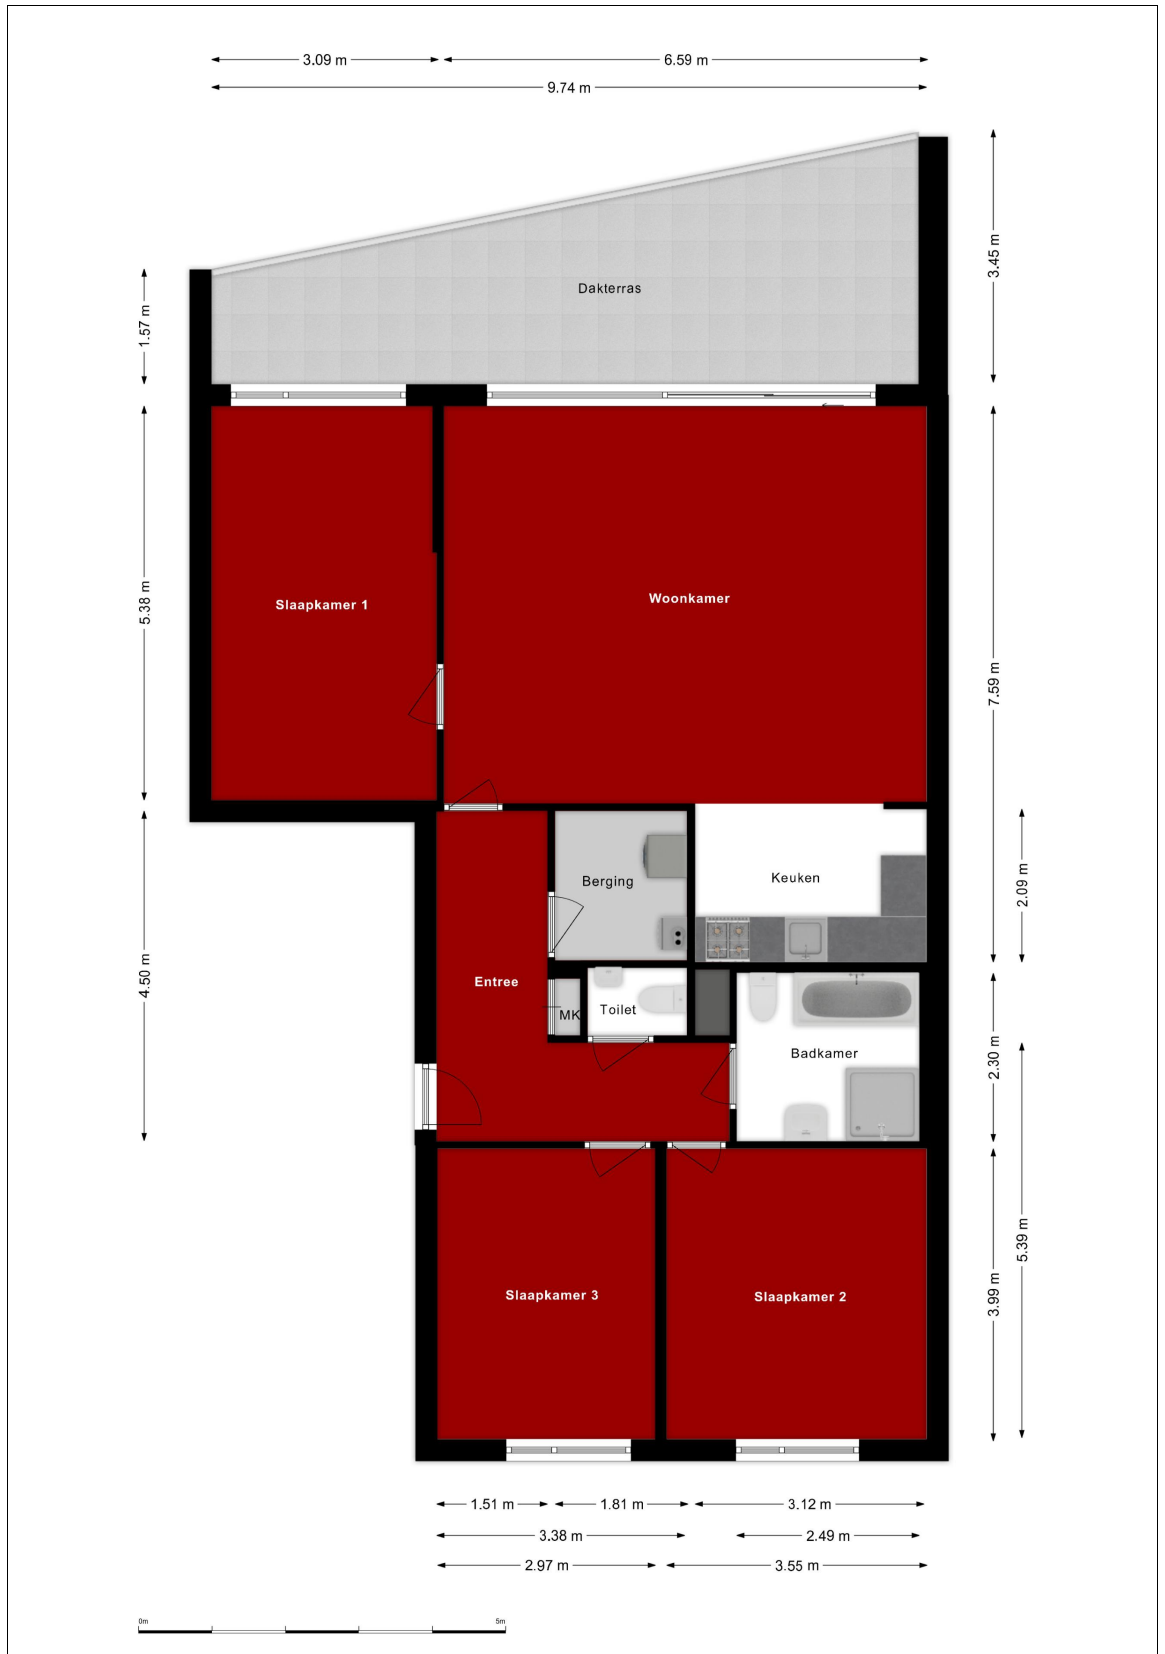 3.09 m
6.59 m
9.74 m
3.45 m
1.57 m
Dakterras
5.38 m
Slaapkamer 1
Woonkamer
7.59 m
Berging
Keuken
2.09 m
4.50 m
Entree
MK
Toilet
Badkamer
2.30 m
5.39 m
3.99 m
Slaapkamer 3
Slaapkamer 2
1.51 m
1.81 m
3.12 m
3.38 m
2.49 m
2.97 m
3.55 m
0m
5m